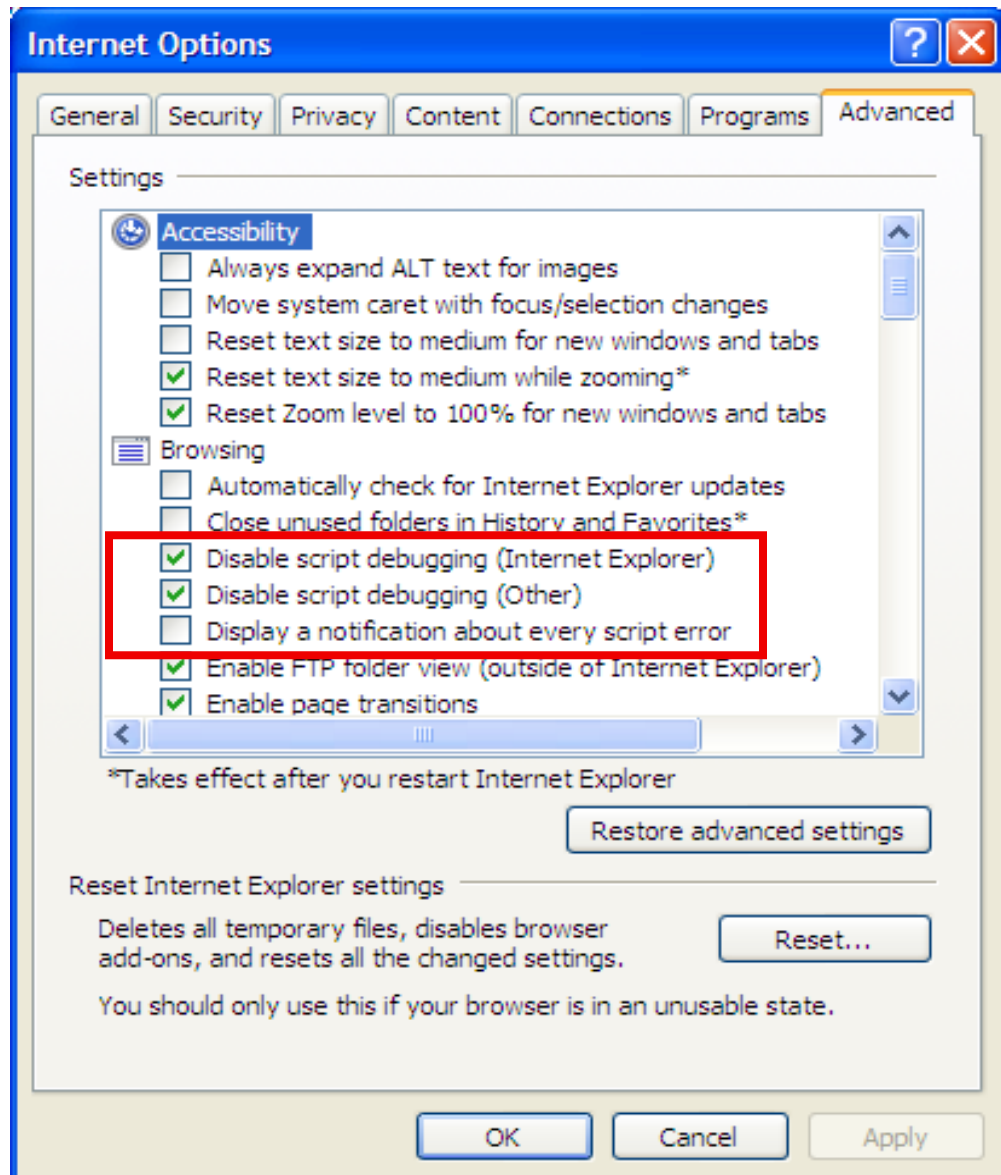 Internet Options
General Security Privacy Content Connections Programs Advanced
Settings
Accessibility
Always expand ALT text for images
Move system caret with focus/selection changes
Reset text size to medium for new windows and tabs
Reset text size to medium while zooming*
Reset Zoom level to 100% for new windows and tabs
Browsing
Automatically check for Internet Explorer updates
Close unused folders in History and Favorites*
Disable script debugging (Internet Explorer)
Disable script debugging (Other)
Display a notification about every script error
Enable FTP folder view (outside of Internet Explorer)
Enable page transitions
*Takes effect after you restart Internet Explorer
Restore advanced settings
Reset Internet Explorer settings
Deletes all temporary files, disables browser
add-ons, and resets all the changed settings.
Reset...
You should only use this if your browser is in an unusable state.
OK Cancel Apply